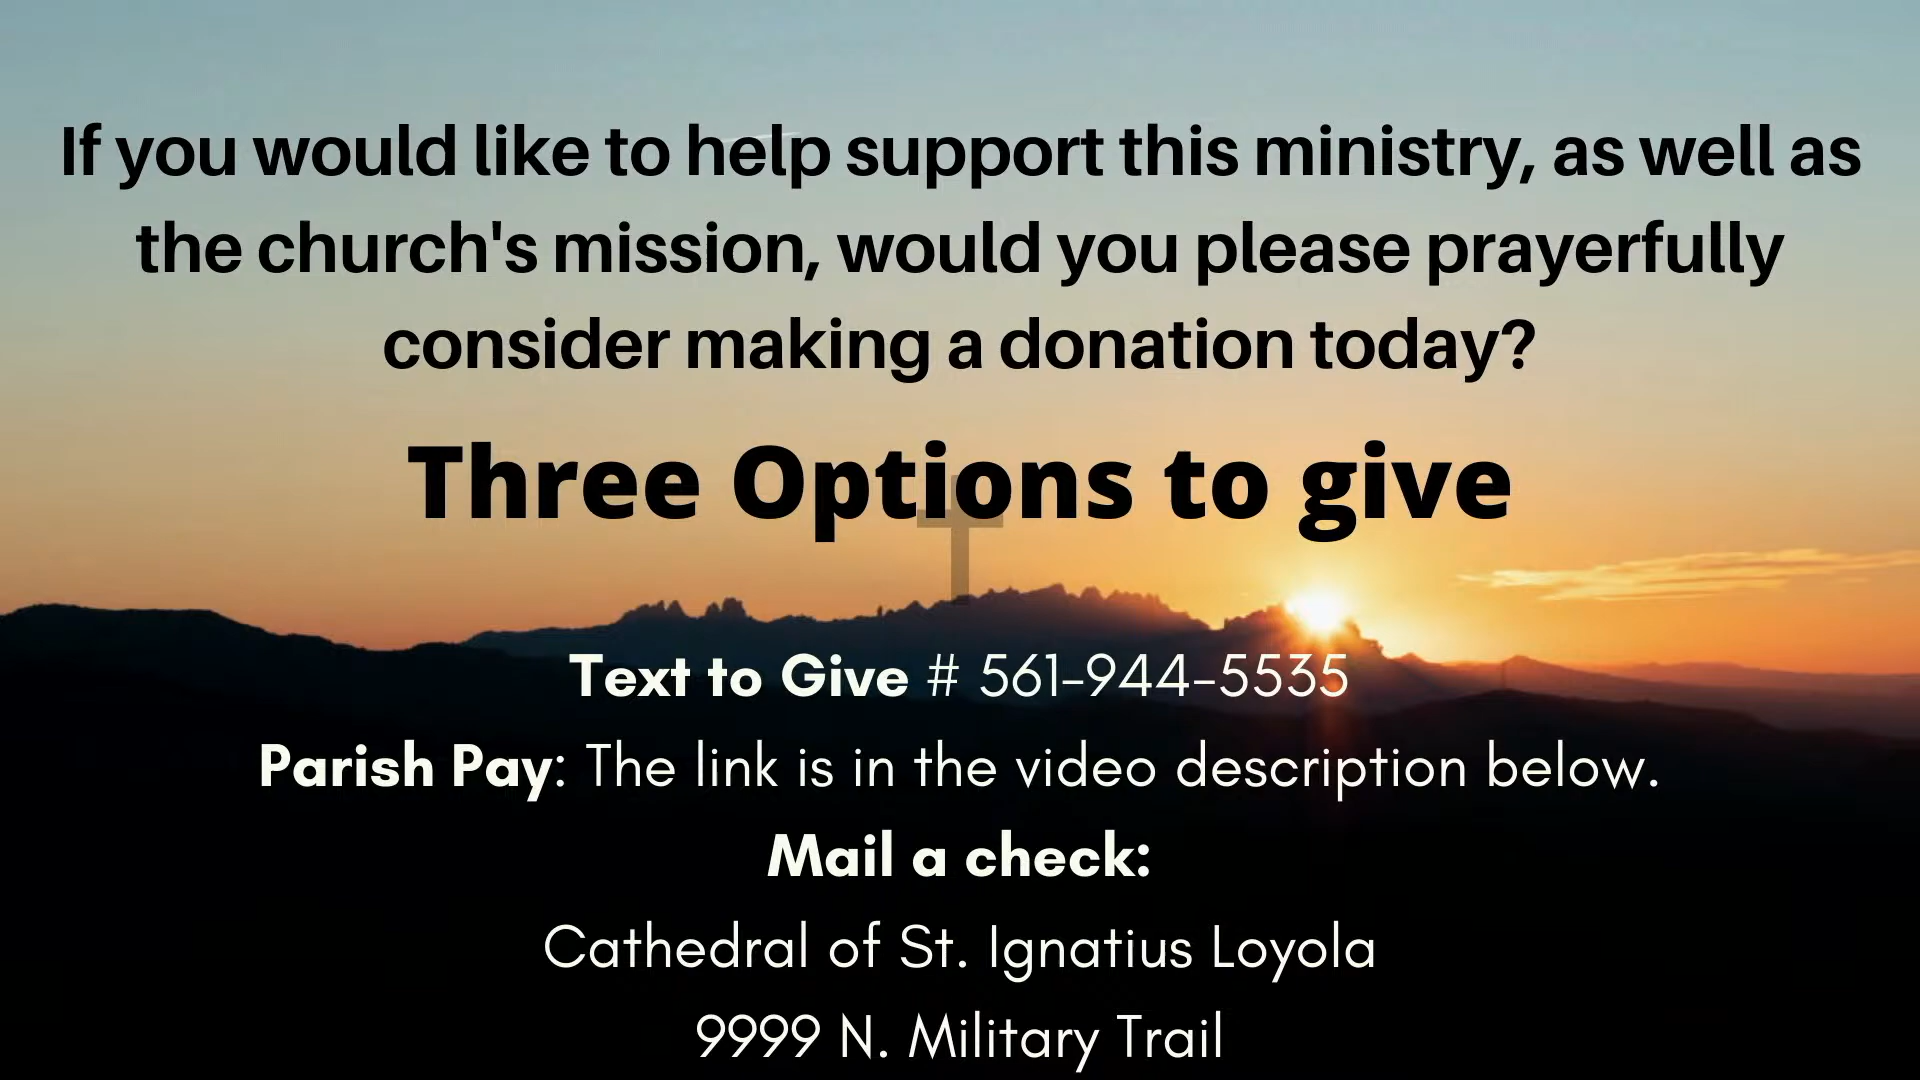 If you would like to help support this ministry, as well as
the church's mission, would you please prayerfully
consider making a donation today?
Three Options to give
Text to Give # 561-944-5535
Parish Pay: The link is in the video description below.
Mail a check:
Cathedral of St. Ignatius Loyola
9999 N. Military Trail